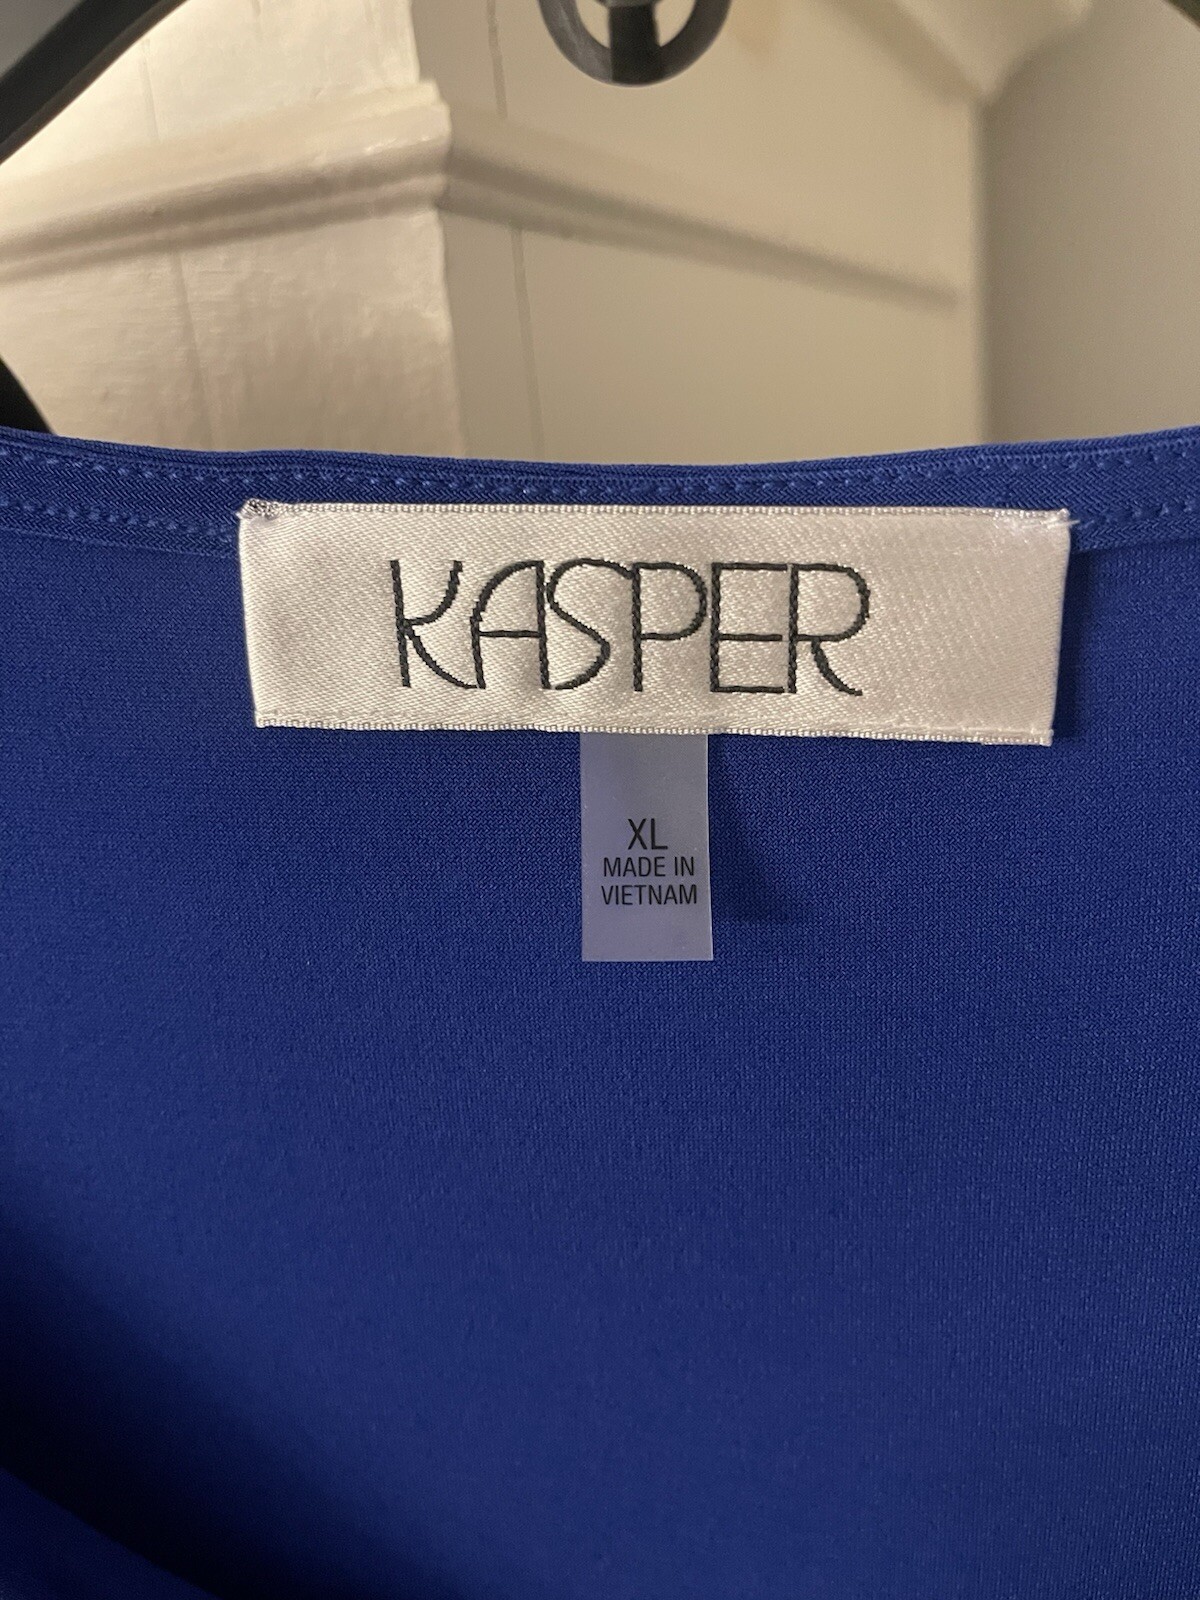 KASPER
XL
MADE IN
VIETNAM